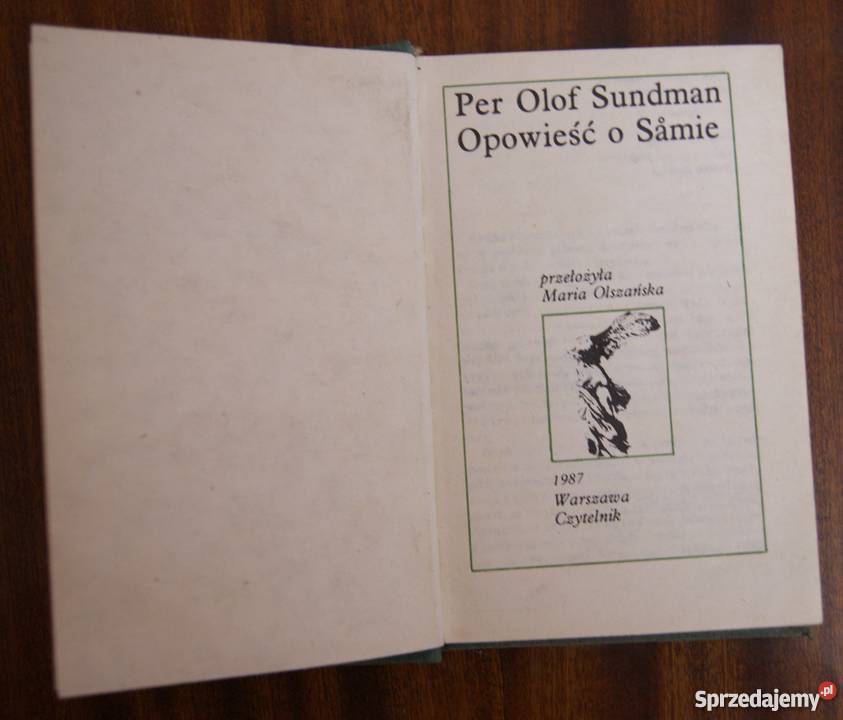 Per Olof Sundman
Opowieść o Såmie
przełożyła
Maria Olszańska
1987
Warszawa
Czytelnik
Sprzedajemy.pl